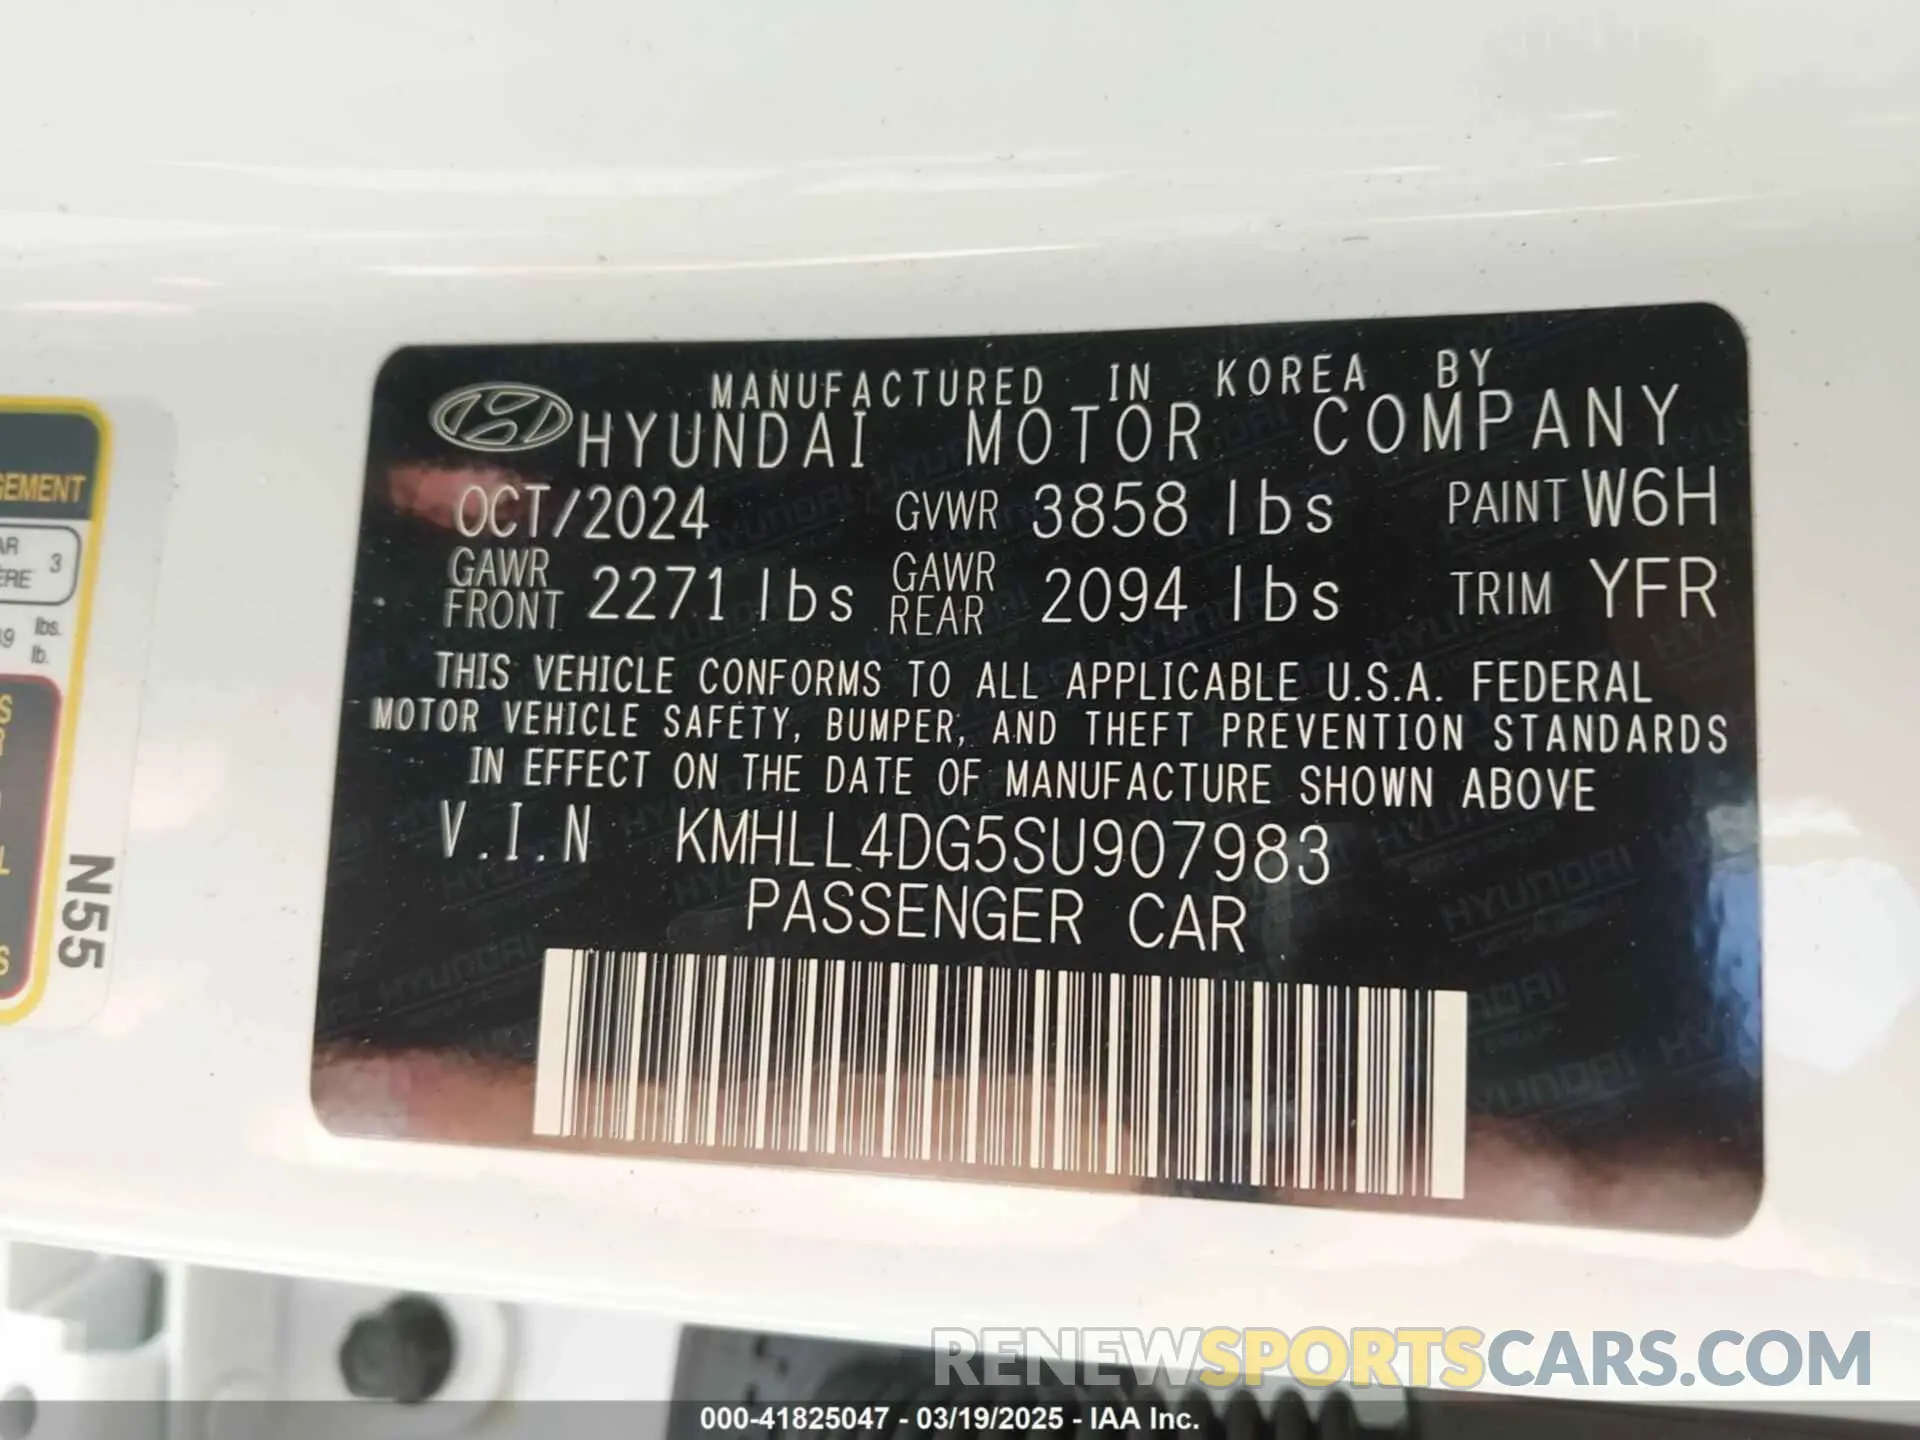 MANUFACTURED IN KOREA BY
HYUNDAI MOTOR COMPANY
OCT/2024 GVWR 3858 lbs PAINT W6H
GAWR FRONT 2271 lbs GAWR REAR 2094 lbs TRIM YFR
THIS VEHICLE CONFORMS TO ALL APPLICABLE U.S.A. FEDERAL
MOTOR VEHICLE SAFETY, BUMPER, AND THEFT PREVENTION STANDARDS
IN EFFECT ON THE DATE OF MANUFACTURE SHOWN ABOVE
V.I.N KMHLL4DG5SU907983
PASSENGER CAR
3
lbs.
lb.
N55
RENEWSPORTSCARS.COM
000-41825047 - 03/19/2025 - IAA Inc.